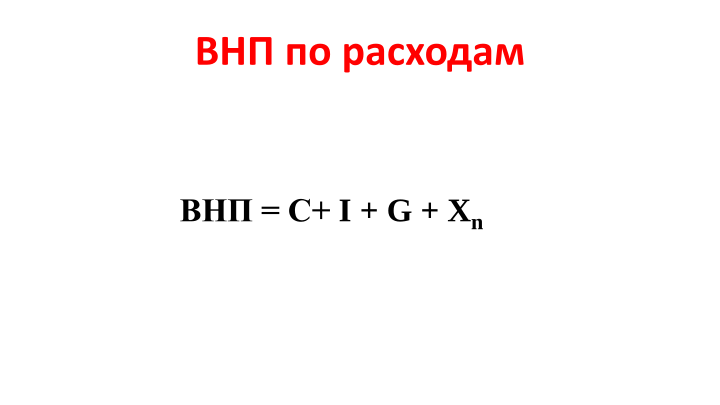 ВНП по расходам
ВНП = C+ I + G + Xn